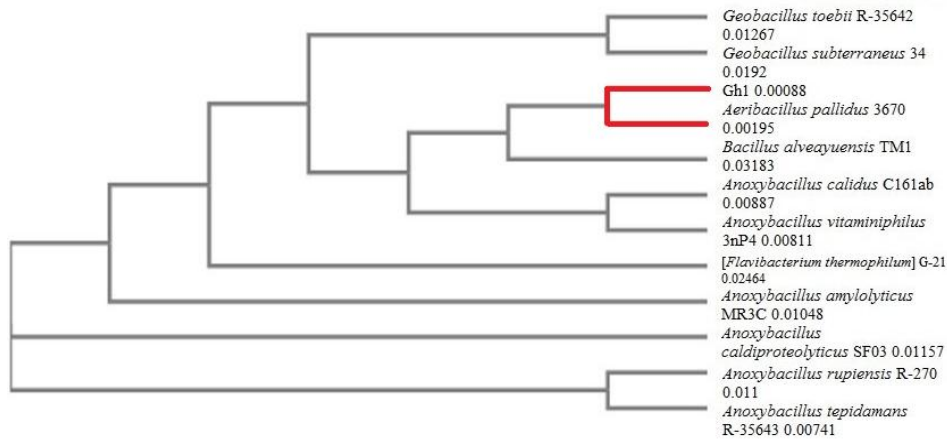 Geobacillus toebii R-35642
0.01267
Geobacillus subterraneus 34
0.0192
Gh1 0.00088
Aeribacillus pallidus 3670
0.00195
Bacillus alveayuensis TM1
0.03183
Anoxybacillus calidus C161ab
0.00887
Anoxybacillus vitaminiphilus
3nP4 0.00811
[Flavibacterium thermophilum] G-21
0.02464
Anoxybacillus amylolyticus
MR3C 0.01048
Anoxybacillus
caldiproteolyticus SF03 0.01157
Anoxybacillus rupiensis R-270
0.011
Anoxybacillus tepidamans
R-35643 0.00741